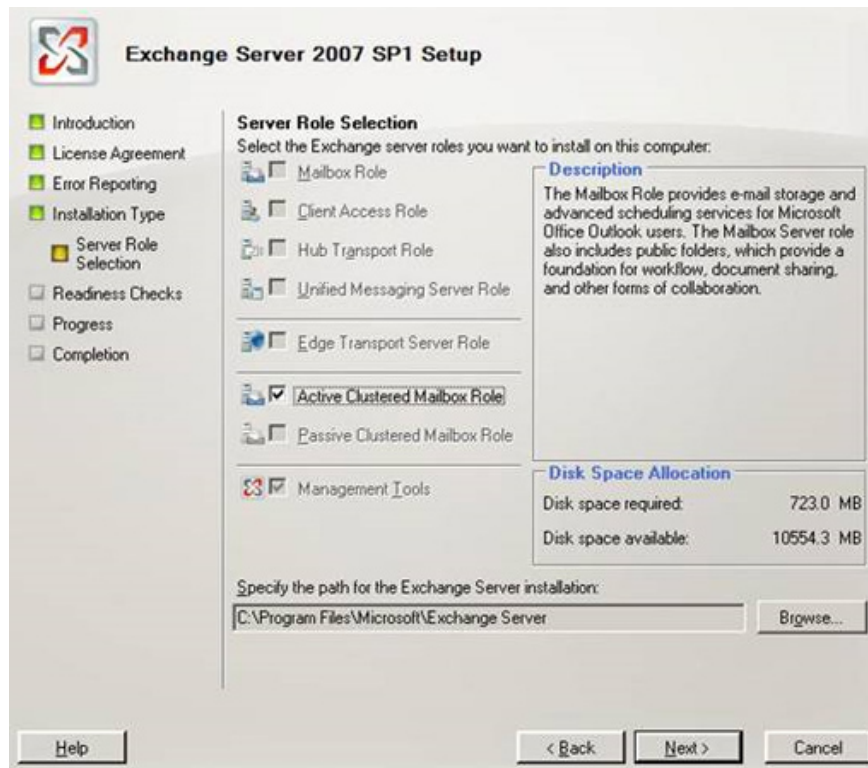 Exchange Server 2007 SP1 Setup
Introduction
License Agreement
Error Reporting
Installation Type
Server Role
Selection
Readiness Checks
Progress
Completion
Server Role Selection
Select the Exchange server roles you want to install on this computer:
Mailbox Role
Client Access Role
Hub Transport Role
Unified Messaging Server Role
Edge Transport Server Role
Active Clustered Mailbox Role
Passive Clustered Mailbox Role
Management Tools
Description
The Mailbox Role provides e-mail storage and
advanced scheduling services for Microsoft
Office Outlook users. The Mailbox Server role
also includes public folders, which provide a
foundation for workflow, document sharing,
and other forms of collaboration.
Disk Space Allocation
Disk space required: 723.0 MB
Disk space available: 10554.3 MB
Specify the path for the Exchange Server installation:
C:\Program Files\Microsoft\Exchange Server
Browse...
Help
< Back
Next >
Cancel